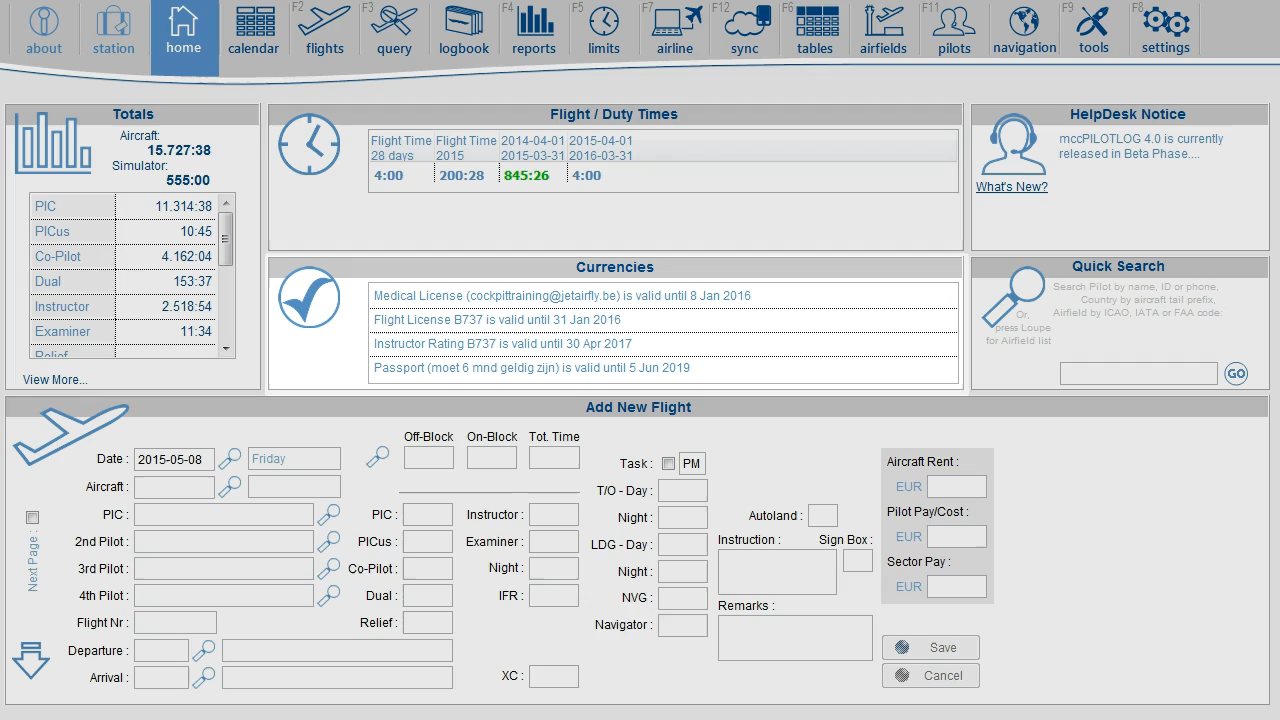 F2 F3 F4 F5 F7 F12 F6 F11 F9 F8
about station home calendar flights query logbook reports limits airline sync tables airfields pilots navigation tools settings
Totals
Aircraft:
15.727:38
Simulator:
555:00
PIC 11.314:38
PICus 10:45
Co-Pilot 4.162:04
Dual 153:37
Instructor 2.518:54
Examiner 11:34
Relief
View More...
Flight / Duty Times
Flight Time Flight Time 2014-04-01 2015-04-01
28 days 2015 2015-03-31 2016-03-31
4:00 200:28 845:26 4:00
HelpDesk Notice
mccPILOTLOG 4.0 is currently
released in Beta Phase....
What's New?
Currencies
Medical License (cockpittraining@jetairfly.be) is valid until 8 Jan 2016
Flight License B737 is valid until 31 Jan 2016
Instructor Rating B737 is valid until 30 Apr 2017
Passport (moet 6 mnd geldig zijn) is valid until 5 Jun 2019
Quick Search
Search Pilot by name, ID or phone,
Country by aircraft tail prefix,
Airfield by ICAO, IATA or FAA code:
Or,
press Loupe
for Airfield list
GO
Add New Flight
Off-Block On-Block Tot. Time
Date : 2015-05-08 Friday
Aircraft :
PIC :
2nd Pilot :
3rd Pilot :
4th Pilot :
Flight Nr :
Departure :
Arrival :
Next Page :
PIC : Instructor :
PICus : Examiner :
Co-Pilot : Night :
Dual : IFR :
Relief :
XC :
Task : PM
T/O - Day :
Night :
LDG - Day :
Night :
NVG :
Navigator :
Autoland :
Instruction : Sign Box :
Remarks :
Aircraft Rent :
EUR
Pilot Pay/Cost :
EUR
Sector Pay :
EUR
Save
Cancel